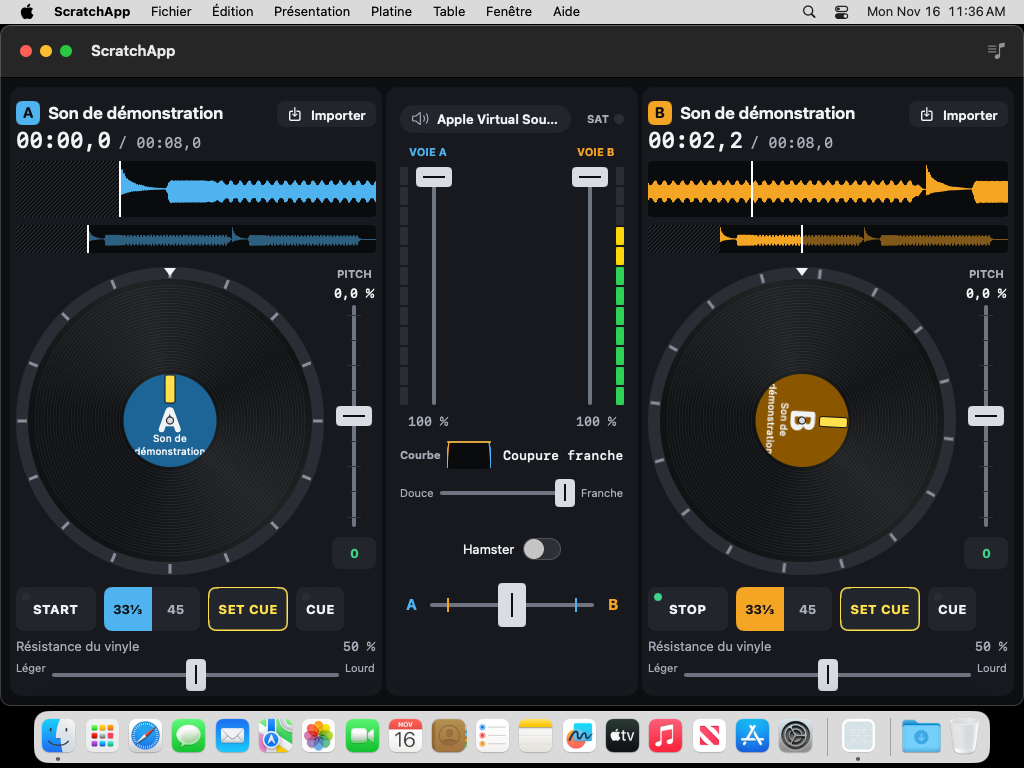 ScratchApp Fichier Édition Présentation Platine Table Fenêtre Aide Mon Nov 16 11:36 AM
ScratchApp
A Son de démonstration Importer
00:00,0 / 00:08,0
PITCH
0,0 %
A
Son de
démonstration
0
START 33⅓ 45 SET CUE CUE
Résistance du vinyle 50 %
Léger Lourd
Apple Virtual Sou... SAT
VOIE A VOIE B
100 % 100 %
Courbe Coupure franche
Douce Franche
Hamster
A B
B Son de démonstration Importer
00:02,2 / 00:08,0
PITCH
0,0 %
B
Son de
démonstration
0
STOP 33⅓ 45 SET CUE CUE
Résistance du vinyle 50 %
Léger Lourd
NOV
16
tv